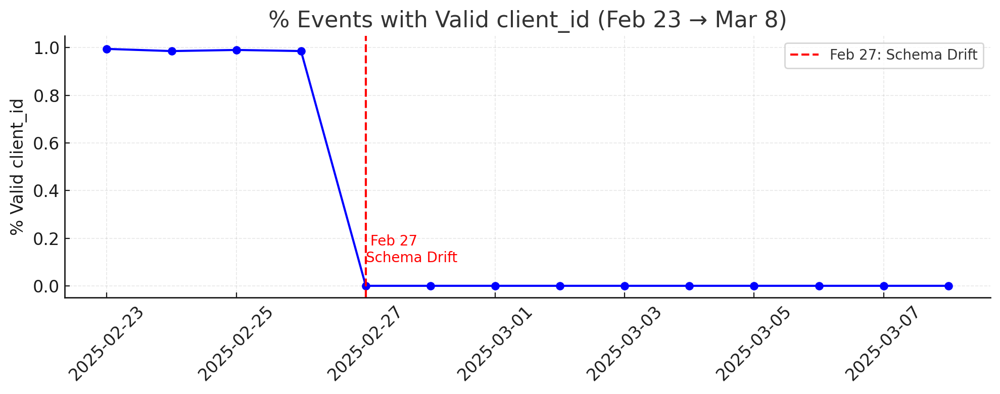 % Events with Valid client_id (Feb 23 → Mar 8)
Feb 27: Schema Drift
% Valid client_id
1.0
0.8
0.6
0.4
0.2
0.0
Feb 27
Schema Drift
2025-02-23
2025-02-25
2025-02-27
2025-03-01
2025-03-03
2025-03-05
2025-03-07